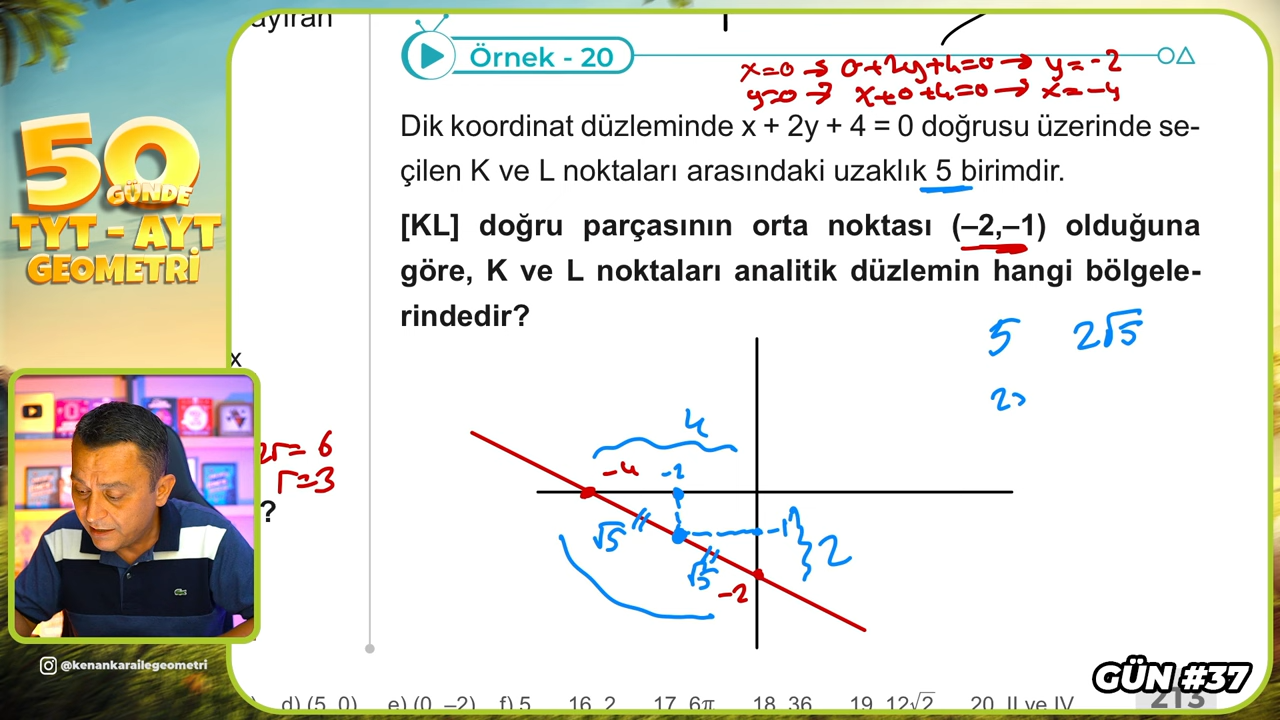 ayıran
Örnek - 20
x=0 → 0+2y+4=0 → y=-2
y=0 → x+0+4=0 → x=-4
Dik koordinat düzleminde x + 2y + 4 = 0 doğrusu üzerinde se-
çilen K ve L noktaları arasındaki uzaklık 5 birimdir.
[KL] doğru parçasının orta noktası (–2,–1) olduğuna
göre, K ve L noktaları analitik düzlemin hangi bölgele-
rindedir?
50
GÜNDE
TYT - AYT
GEOMETRİ
x
5 2√5
4
-4 -2
2r=6
r=3
?
√5 -1 2
√5
-2
@kenankarailegeometri
GÜN #37
d) (5, 0) e) (0, –2) f) 5 16. 2 17. 6π 18. 36 19. 12√2 20. II ve IV
213